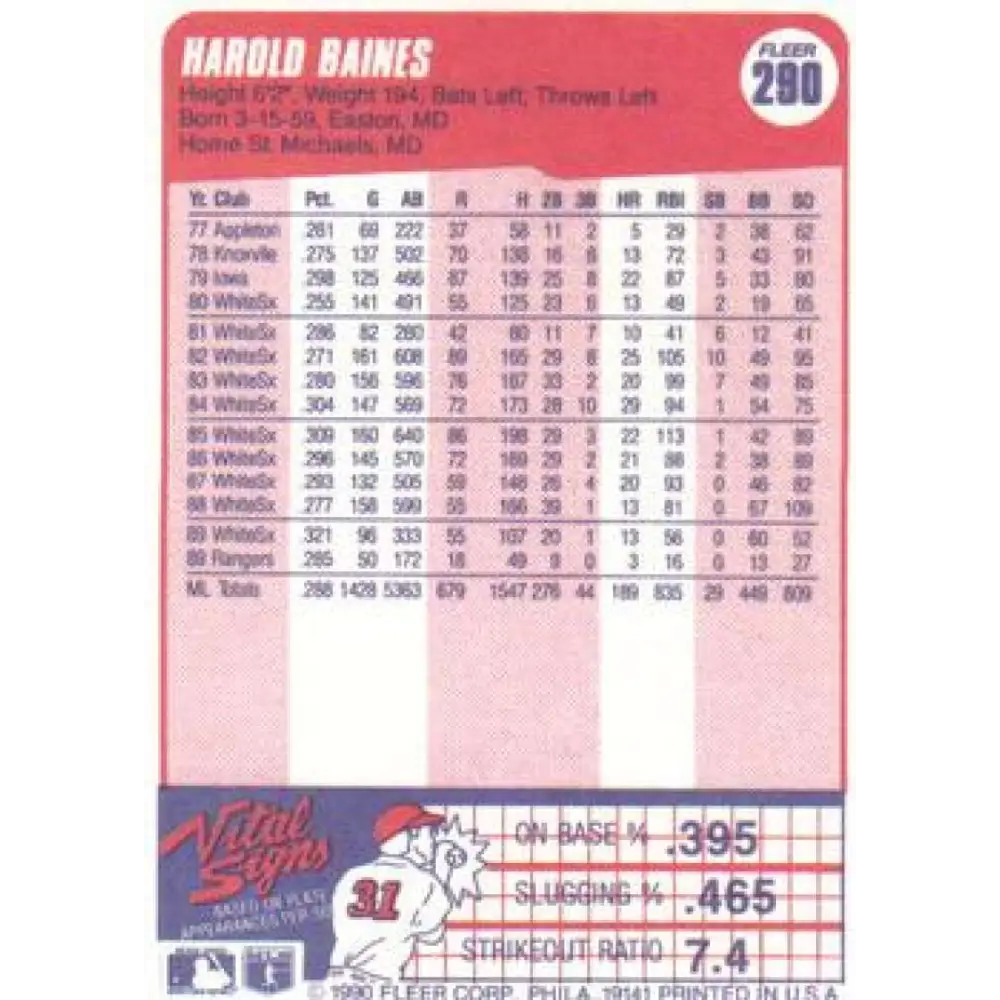 HAROLD BAINES
FLEER
290
Height 6'2", Weight 194, Bats Left, Throws Left
Born 3-15-59, Easton, MD
Home St. Michaels, MD
Yr. Club Pct. G AB R H 2B 3B HR RBI SB BB SO
77 Appleton .261 69 222 37 58 11 2 5 29 2 38 62
78 Knoxville .275 137 502 70 138 16 6 13 72 3 43 91
79 Iowa .298 125 466 87 139 25 8 22 87 5 33 80
80 WhiteSx .255 141 491 55 125 23 6 13 49 2 19 65
81 WhiteSx .286 82 280 42 80 11 7 10 41 6 12 41
82 WhiteSx .271 161 608 89 165 29 8 25 105 10 49 95
83 WhiteSx .280 156 596 76 167 33 2 20 99 7 49 85
84 WhiteSx .304 147 569 72 173 28 10 29 94 1 54 75
85 WhiteSx .309 160 640 86 198 29 3 22 113 1 42 89
86 WhiteSx .296 145 570 72 169 29 2 21 88 2 38 89
87 WhiteSx .293 132 505 59 148 26 4 20 93 0 46 82
88 WhiteSx .277 158 599 55 166 39 1 13 81 0 67 109
89 WhiteSx .321 96 333 55 107 20 1 13 56 0 60 52
89 Rangers .285 50 172 18 49 9 0 3 16 0 13 27
ML Totals .288 1428 5363 679 1547 276 44 189 835 29 449 809
Vital
Signs
BASED ON PLATE
APPEARANCES PER
31
ON BASE % .395
SLUGGING % .465
STRIKEOUT RATIO 7.4
© 1990 FLEER CORP., PHILA. 19141 PRINTED IN U.S.A.